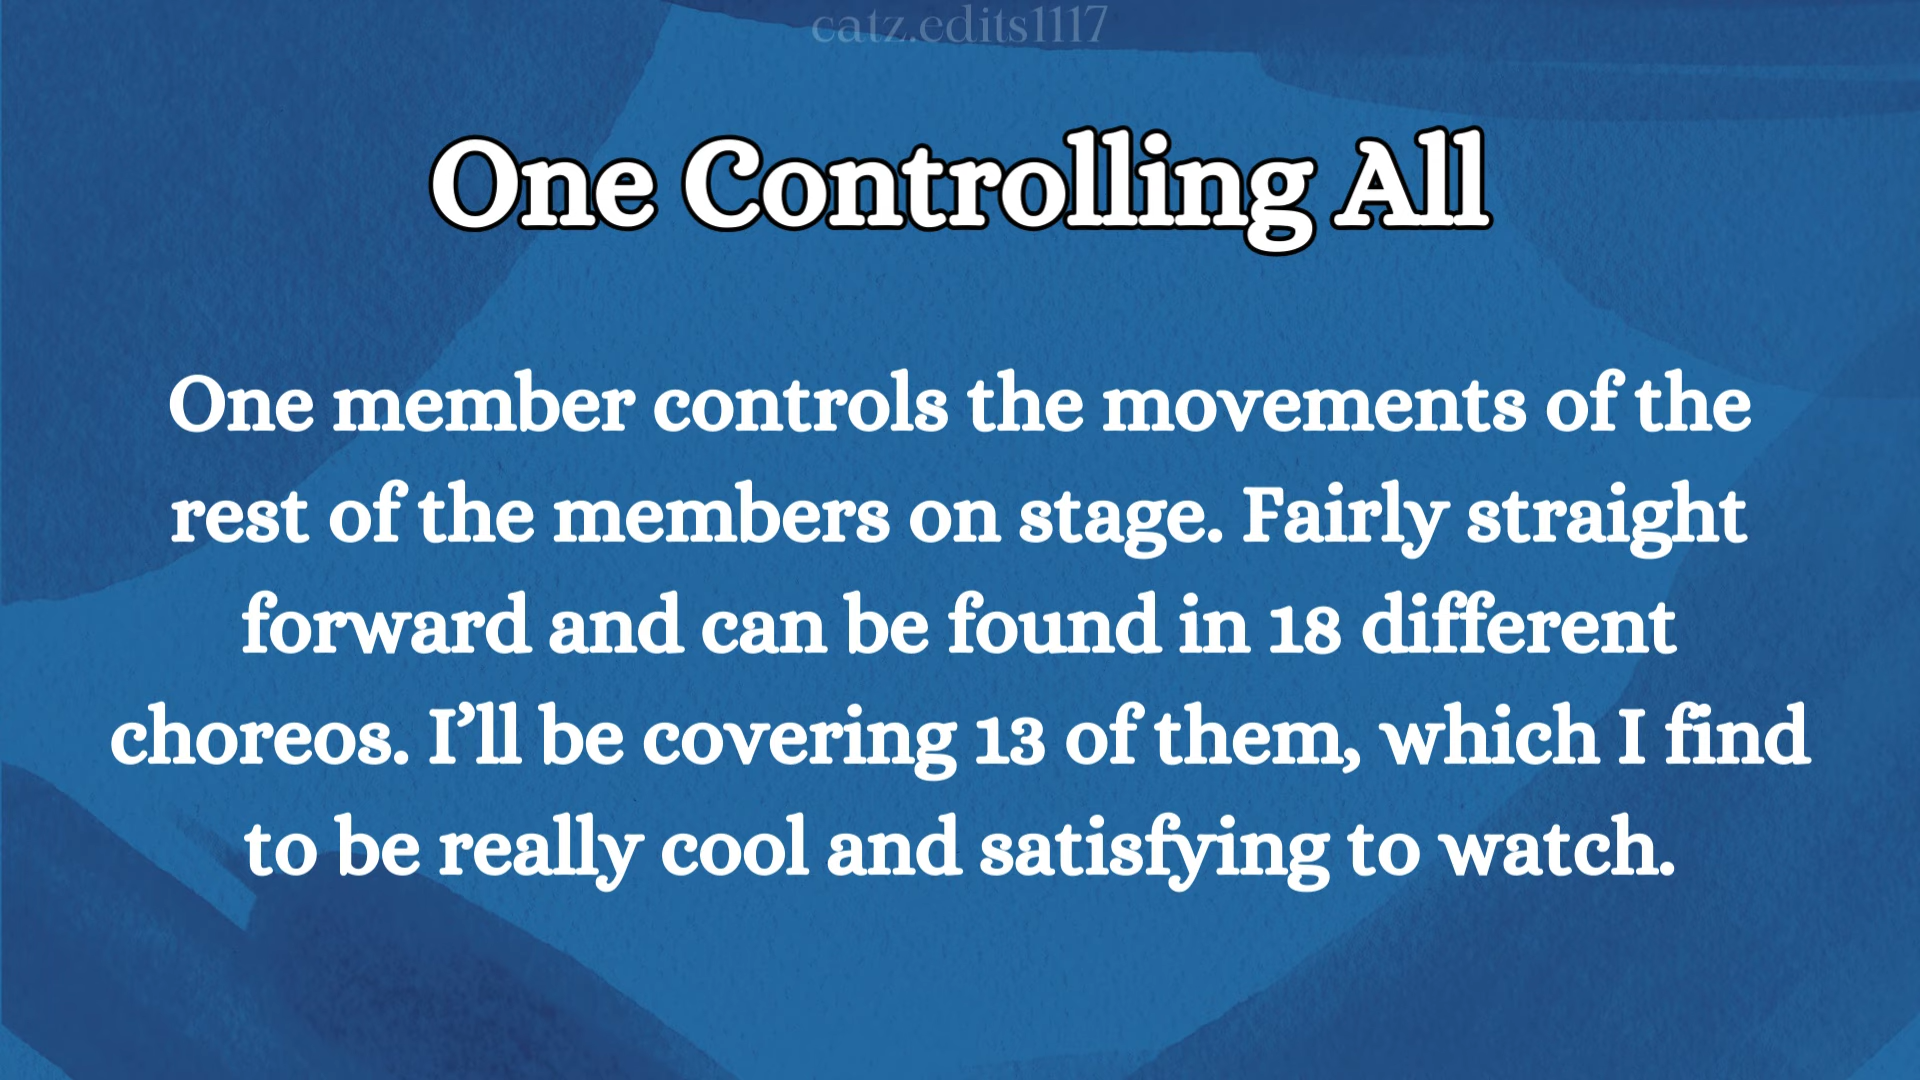 catz.edits1117
One Controlling All
One member controls the movements of the
rest of the members on stage. Fairly straight
forward and can be found in 18 different
choreos. I’ll be covering 13 of them, which I find
to be really cool and satisfying to watch.